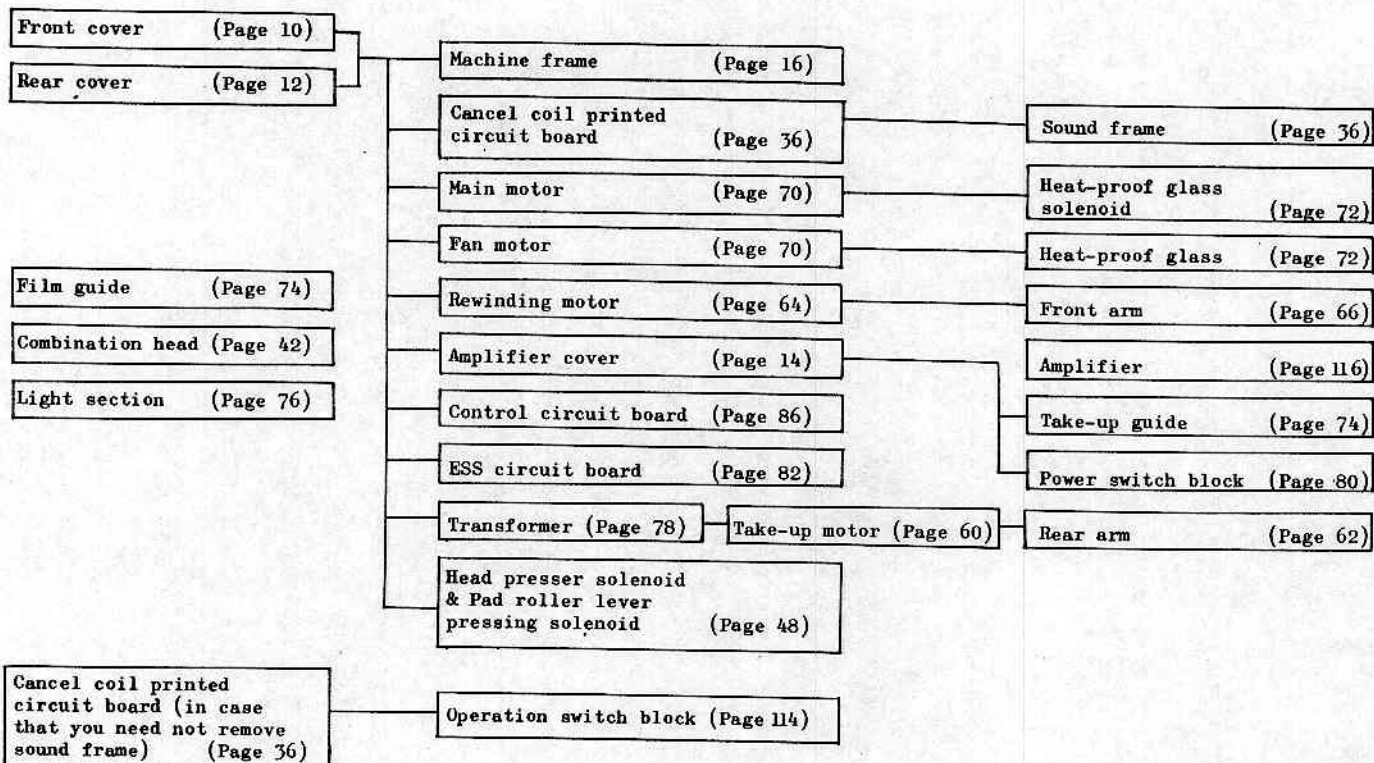 Front cover (Page 10)
Rear cover (Page 12)
Film guide (Page 74)
Combination head (Page 42)
Light section (Page 76)
Cancel coil printed
circuit board (in case
that you need not remove
sound frame) (Page 36)
Machine frame (Page 16)
Cancel coil printed
circuit board (Page 36)
Main motor (Page 70)
Fan motor (Page 70)
Rewinding motor (Page 64)
Amplifier cover (Page 14)
Control circuit board (Page 86)
ESS circuit board (Page 82)
Transformer (Page 78)
Take-up motor (Page 60)
Head presser solenoid
& Pad roller lever
pressing solenoid (Page 48)
Operation switch block (Page 114)
Sound frame (Page 36)
Heat-proof glass
solenoid (Page 72)
Heat-proof glass (Page 72)
Front arm (Page 66)
Amplifier (Page 116)
Take-up guide (Page 74)
Power switch block (Page 80)
Rear arm (Page 62)